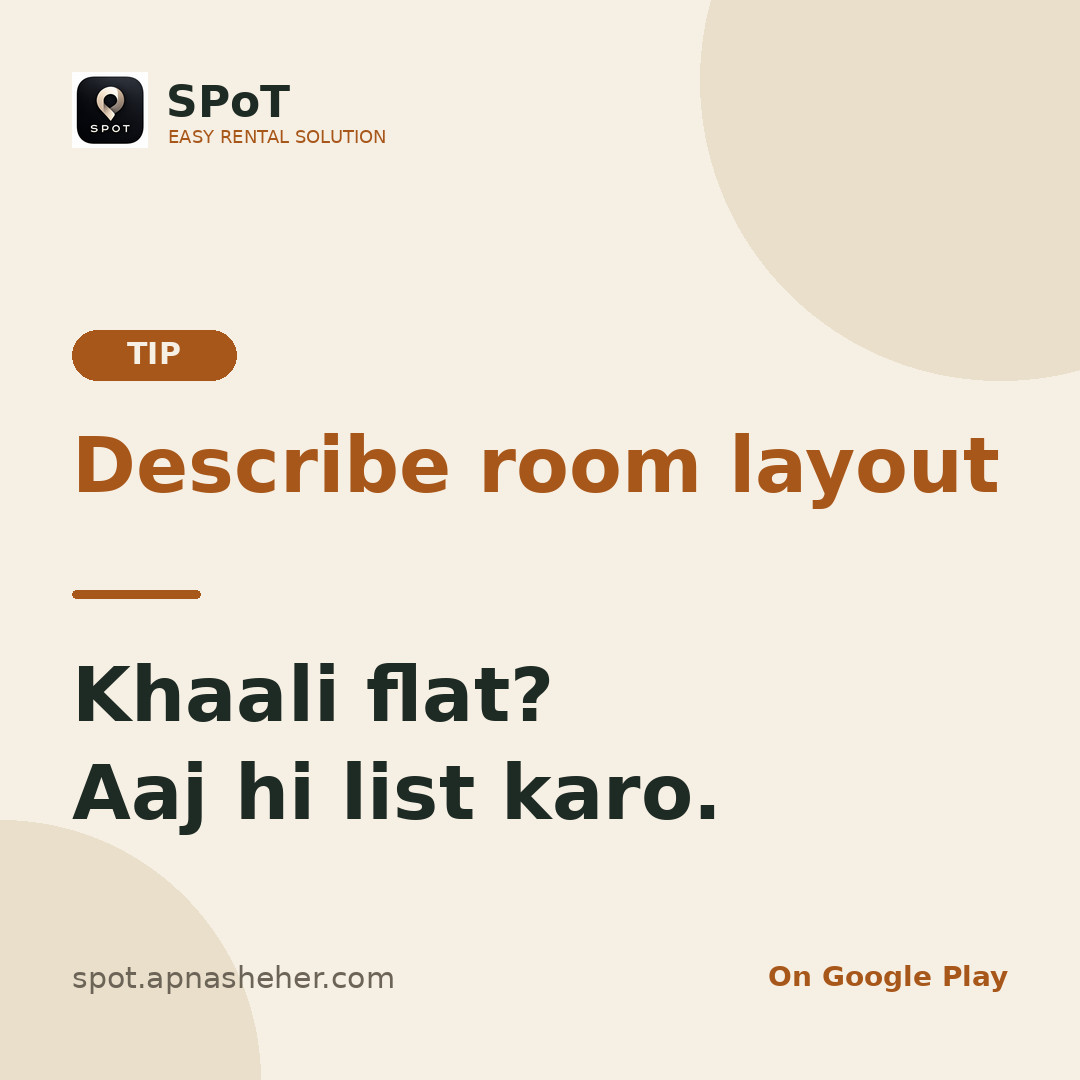 SPOT
SPoT
EASY RENTAL SOLUTION
TIP
Describe room layout
Khaali flat?
Aaj hi list karo.
spot.apnasheher.com
On Google Play